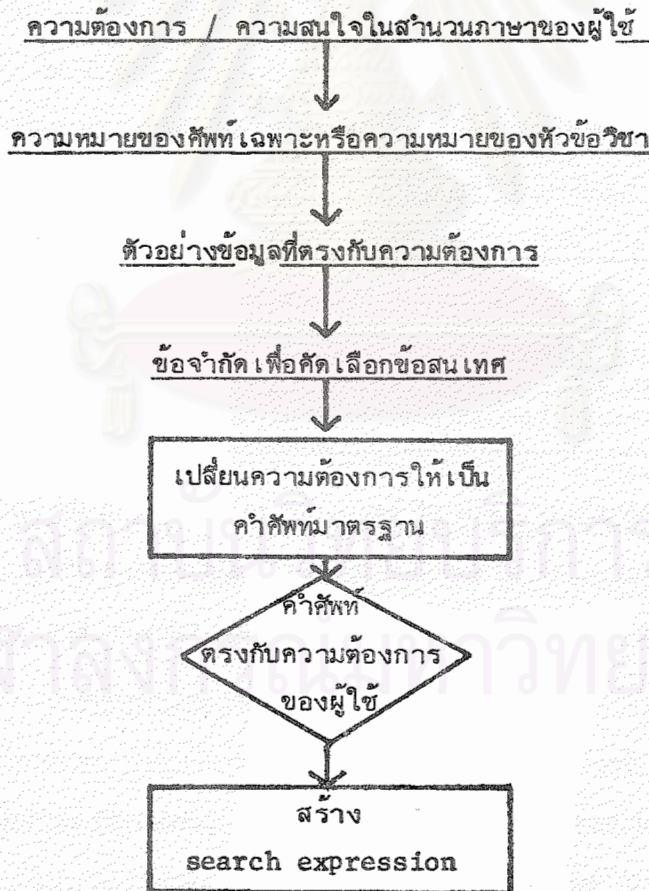 ความต้องการ / ความสนใจในสำนวนภาษาของผู้ใช้
ความหมายของศัพท์เฉพาะหรือความหมายของหัวข้อวิชา
ตัวอย่างข้อมูลที่ตรงกับความต้องการ
ข้อจำกัดเพื่อคัดเลือกข้อสนเทศ
เปลี่ยนความต้องการให้เป็น
คำศัพท์มาตรฐาน
คำศัพท์
ตรงกับความต้องการ
ของผู้ใช้
สร้าง
search expression